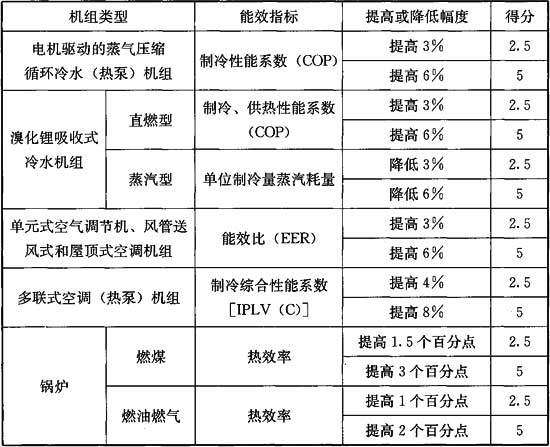 机组类型 能效指标 提高或降低幅度 得分
电机驱动的蒸气压缩
循环冷水（热泵）机组
制冷性能系数（COP）
提高 3% 2.5
提高 6% 5
溴化锂吸收式
冷水机组
直燃型
制冷、供热性能系数
（COP）
提高 3% 2.5
提高 6% 5
蒸汽型
单位制冷量蒸汽耗量
降低 3% 2.5
降低 6% 5
单元式空气调节机、风管送
风式和屋顶式空调机组
能效比（EER）
提高 3% 2.5
提高 6% 5
多联式空调（热泵）机组
制冷综合性能系数
［IPLV（C）］
提高 4% 2.5
提高 8% 5
锅炉
燃煤
热效率
提高 1.5 个百分点 2.5
提高 3 个百分点 5
燃油燃气
热效率
提高 1 个百分点 2.5
提高 2 个百分点 5